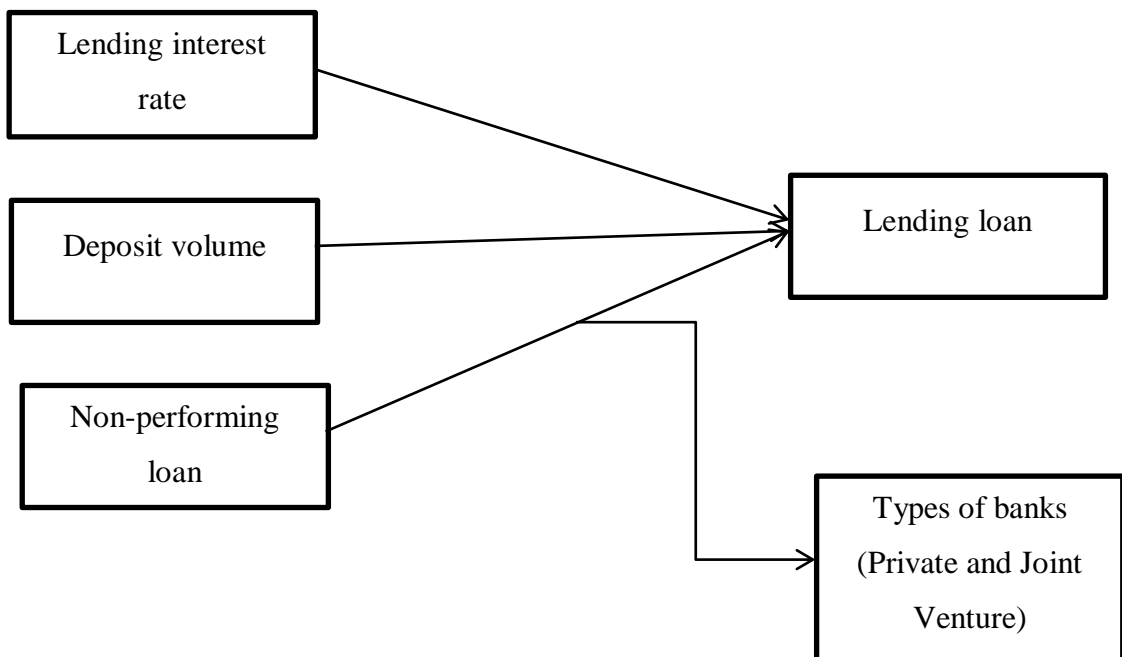 Lending interest
rate
Deposit volume
Non-performing
loan
Lending loan
Types of banks
(Private and Joint
Venture)